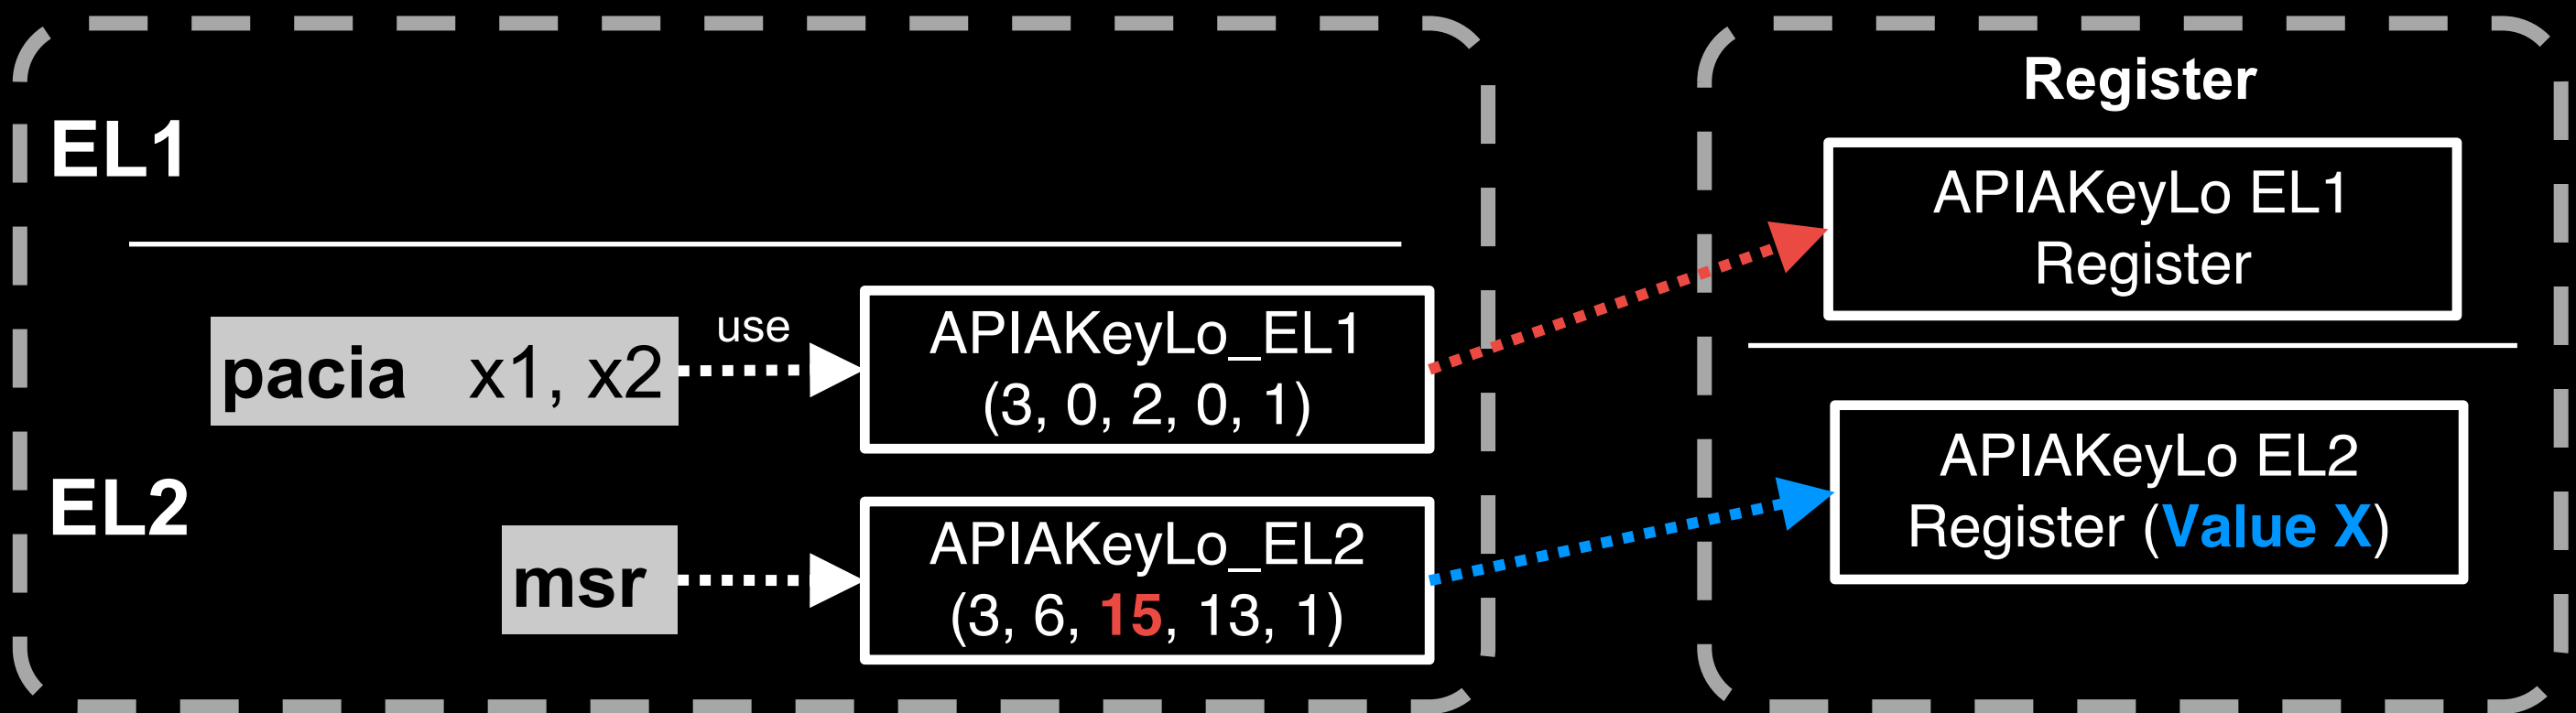 EL1
EL2
pacia x1, x2
use
APIAKeyLo_EL1
(3, 0, 2, 0, 1)
msr
APIAKeyLo_EL2
(3, 6, 15, 13, 1)
Register
APIAKeyLo EL1
Register
APIAKeyLo EL2
Register (Value X)